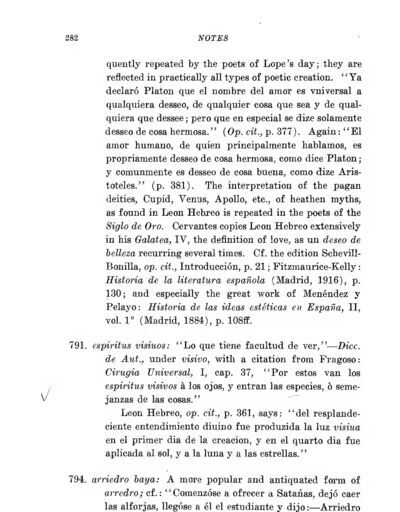 282 NOTES
quently repeated by the poets of Lope's day; they are
reflected in practically all types of poetic creation. "Ya
declaró Platon que el nombre del amor es vniversal a
qualquiera desseo, de qualquier cosa que sea y de qual-
quiera que dessee; pero que en especial se dize solamente
desseo de cosa hermosa." (Op. cit., p. 377). Again: "El
amor humano, de quien principalmente hablamos, es
propriamente desseo de cosa hermosa, como dice Platon;
y comunmente es desseo de cosa buena, como dize Aris-
toteles." (p. 381). The interpretation of the pagan
deities, Cupid, Venus, Apollo, etc., of heathen myths,
as found in Leon Hebreo is repeated in the poets of the
Siglo de Oro. Cervantes copies Leon Hebreo extensively
in his Galatea, IV, the definition of love, as un deseo de
belleza recurring several times. Cf. the edition Schevill-
Bonilla, op. cit., Introducción, p. 21; Fitzmaurice-Kelly:
Historia de la literatura española (Madrid, 1916), p.
130; and especially the great work of Menéndez y
Pelayo: Historia de las ideas estéticas en España, II,
vol. 1° (Madrid, 1884), p. 108ff.
791. espiritus visiuos: "Lo que tiene facultad de ver,"—Dicc.
de Aut., under visivo, with a citation from Fragoso:
Cirugia Universal, I, cap. 37, "Por estos van los
espiritus visivos à los ojos, y entran las especies, ò seme-
janzas de las cosas."
Leon Hebreo, op. cit., p. 361, says: "del resplande-
ciente entendimiento diuino fue produzida la luz visiua
en el primer dia de la creacion, y en el quarto dia fue
aplicada al sol, y a la luna y a las estrellas."
794. arriedro baya: A more popular and antiquated form of
arredro; cf.: "Comenzóse a ofrecer a Satañas, dejó caer
las alforjas, llegóse a él el estudiante y dijo:—Arriedro